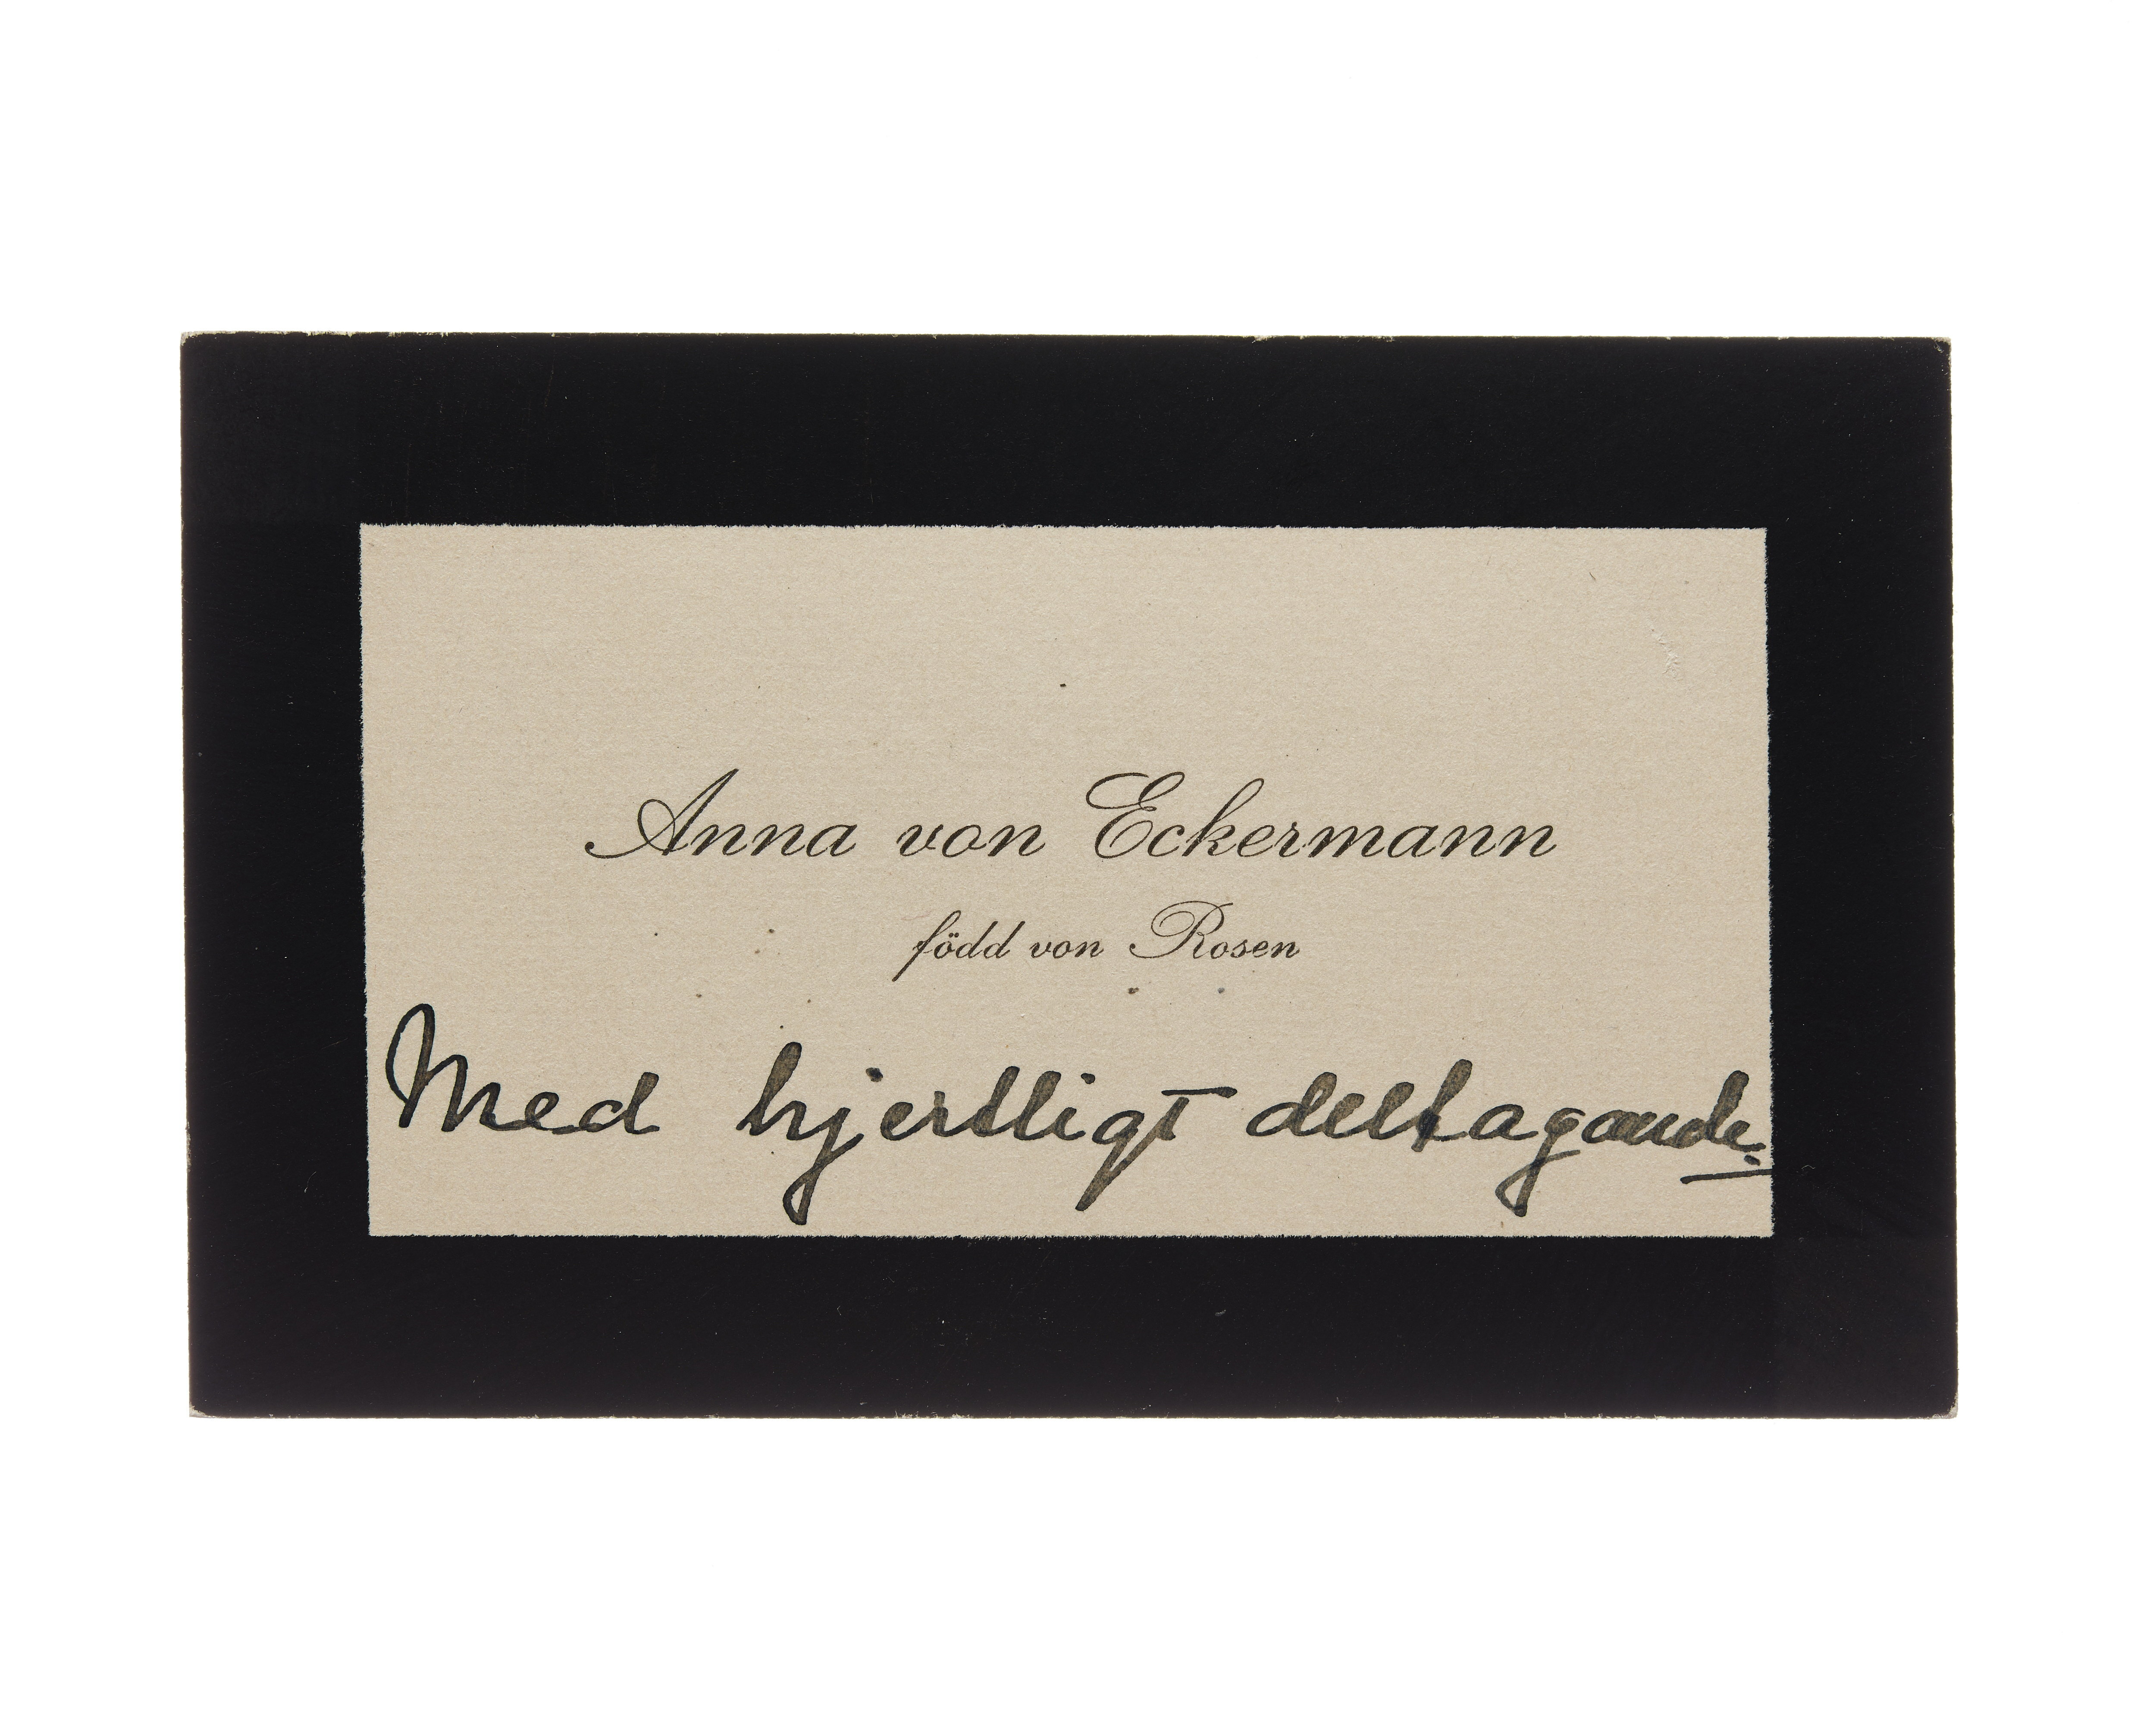 Anna von Eckermann
född von Rosen
Med hjertligt deltagande.